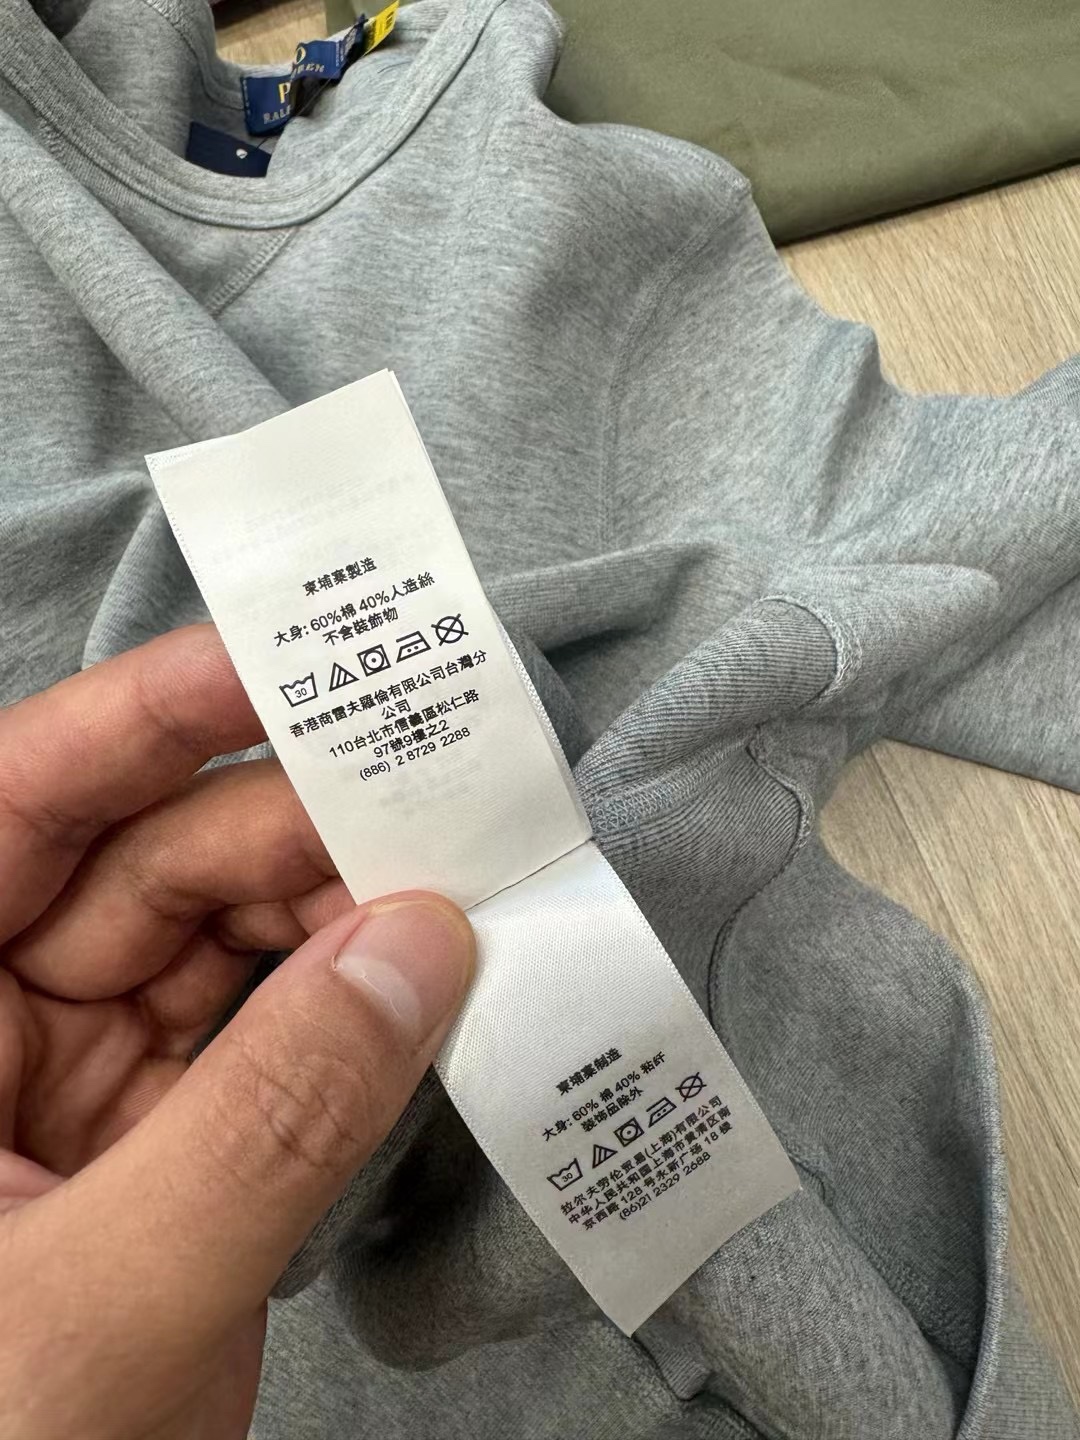 柬埔寨製造
大身: 60%棉 40%人造絲
不含裝飾物
30
香港商雷夫羅倫有限公司台灣分
公司
110台北市信義區松仁路
97號9樓之2
(886) 2 8729 2288
柬埔寨制造
大身: 60% 棉 40% 粘纤
装饰品除外
30
拉尔夫劳伦贸易(上海)有限公司
中华人民共和国上海市黄浦区南
京西路 128 号永新广场 18 楼
(86)21 2329 2688